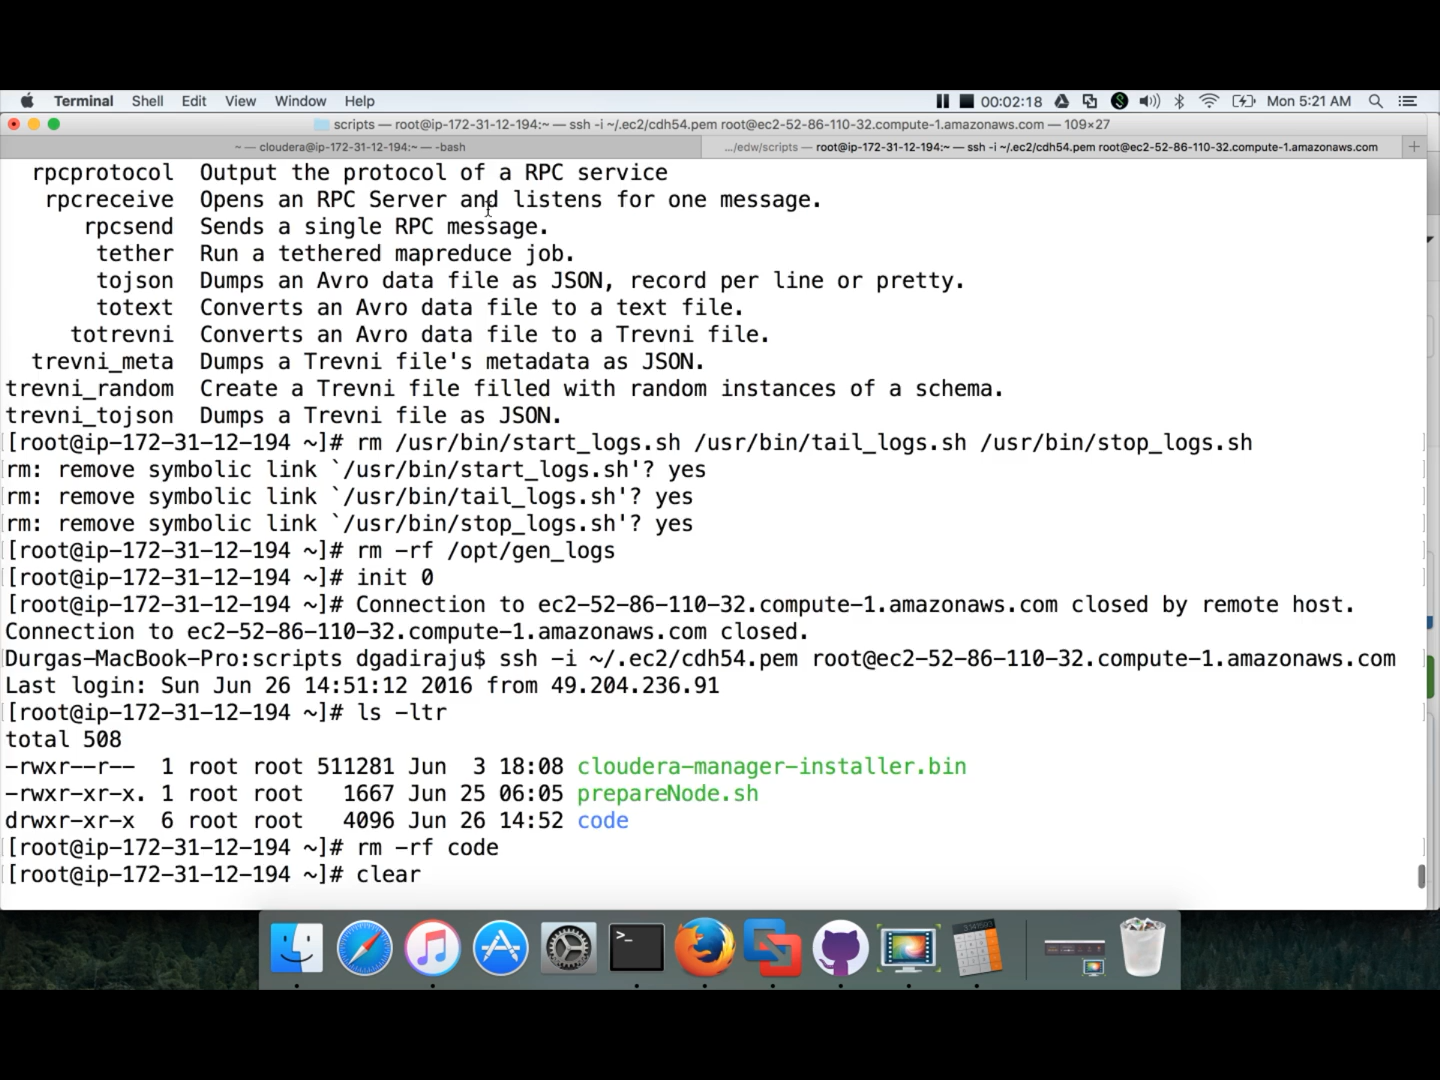 Terminal Shell Edit View Window Help 00:02:18 Mon 5:21 AM
scripts — root@ip-172-31-12-194:~ — ssh -i ~/.ec2/cdh54.pem root@ec2-52-86-110-32.compute-1.amazonaws.com — 109×27
~ — cloudera@ip-172-31-12-194:~ — -bash
.../edw/scripts — root@ip-172-31-12-194:~ — ssh -i ~/.ec2/cdh54.pem root@ec2-52-86-110-32.compute-1.amazonaws.com
rpcprotocol Output the protocol of a RPC service
rpcreceive Opens an RPC Server and listens for one message.
rpcsend Sends a single RPC message.
tether Run a tethered mapreduce job.
tojson Dumps an Avro data file as JSON, record per line or pretty.
totext Converts an Avro data file to a text file.
totrevni Converts an Avro data file to a Trevni file.
trevni_meta Dumps a Trevni file's metadata as JSON.
trevni_random Create a Trevni file filled with random instances of a schema.
trevni_tojson Dumps a Trevni file as JSON.
[root@ip-172-31-12-194 ~]# rm /usr/bin/start_logs.sh /usr/bin/tail_logs.sh /usr/bin/stop_logs.sh
rm: remove symbolic link `/usr/bin/start_logs.sh'? yes
rm: remove symbolic link `/usr/bin/tail_logs.sh'? yes
rm: remove symbolic link `/usr/bin/stop_logs.sh'? yes
[root@ip-172-31-12-194 ~]# rm -rf /opt/gen_logs
[root@ip-172-31-12-194 ~]# init 0
[root@ip-172-31-12-194 ~]# Connection to ec2-52-86-110-32.compute-1.amazonaws.com closed by remote host.
Connection to ec2-52-86-110-32.compute-1.amazonaws.com closed.
Durgas-MacBook-Pro:scripts dgadiraju$ ssh -i ~/.ec2/cdh54.pem root@ec2-52-86-110-32.compute-1.amazonaws.com
Last login: Sun Jun 26 14:51:12 2016 from 49.204.236.91
[root@ip-172-31-12-194 ~]# ls -ltr
total 508
-rwxr--r-- 1 root root 511281 Jun 3 18:08 cloudera-manager-installer.bin
-rwxr-xr-x. 1 root root 1667 Jun 25 06:05 prepareNode.sh
drwxr-xr-x 6 root root 4096 Jun 26 14:52 code
[root@ip-172-31-12-194 ~]# rm -rf code
[root@ip-172-31-12-194 ~]# clear